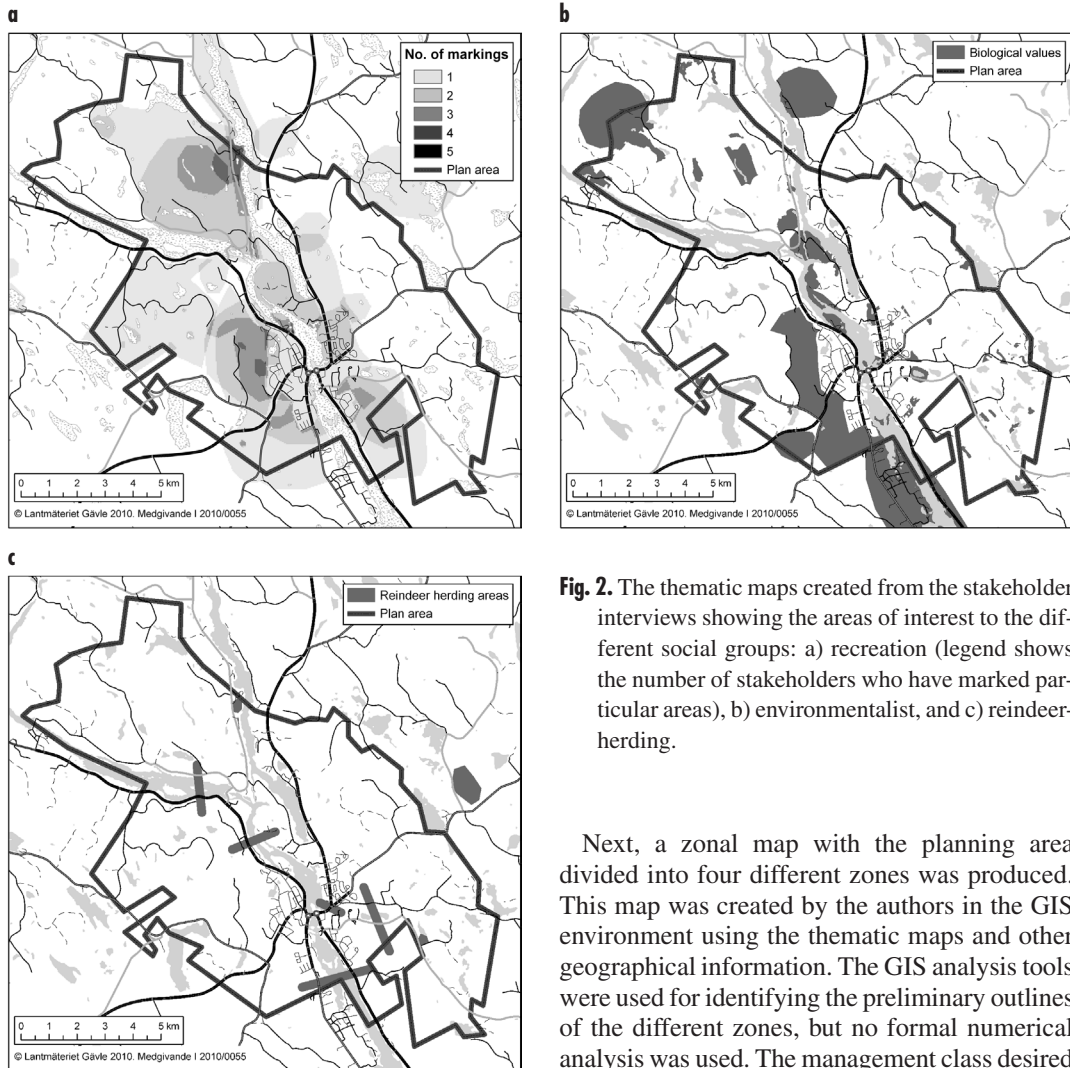 a
No. of markings
1
2
3
4
5
Plan area
0 1 2 3 4 5 km
© Lantmäteriet Gävle 2010. Medgivande I 2010/0055
b
Biological values
Plan area
0 1 2 3 4 5 km
© Lantmäteriet Gävle 2010. Medgivande I 2010/0055
c
Reindeer herding areas
Plan area
0 1 2 3 4 5 km
© Lantmäteriet Gävle 2010. Medgivande I 2010/0055
Fig. 2. The thematic maps created from the stakeholder
interviews showing the areas of interest to the dif-
ferent social groups: a) recreation (legend shows
the number of stakeholders who have marked par-
ticular areas), b) environmentalist, and c) reindeer-
herding.
Next, a zonal map with the planning area
divided into four different zones was produced.
This map was created by the authors in the GIS
environment using the thematic maps and other
geographical information. The GIS analysis tools
were used for identifying the preliminary outlines
of the different zones, but no formal numerical
analysis was used. The management class desired